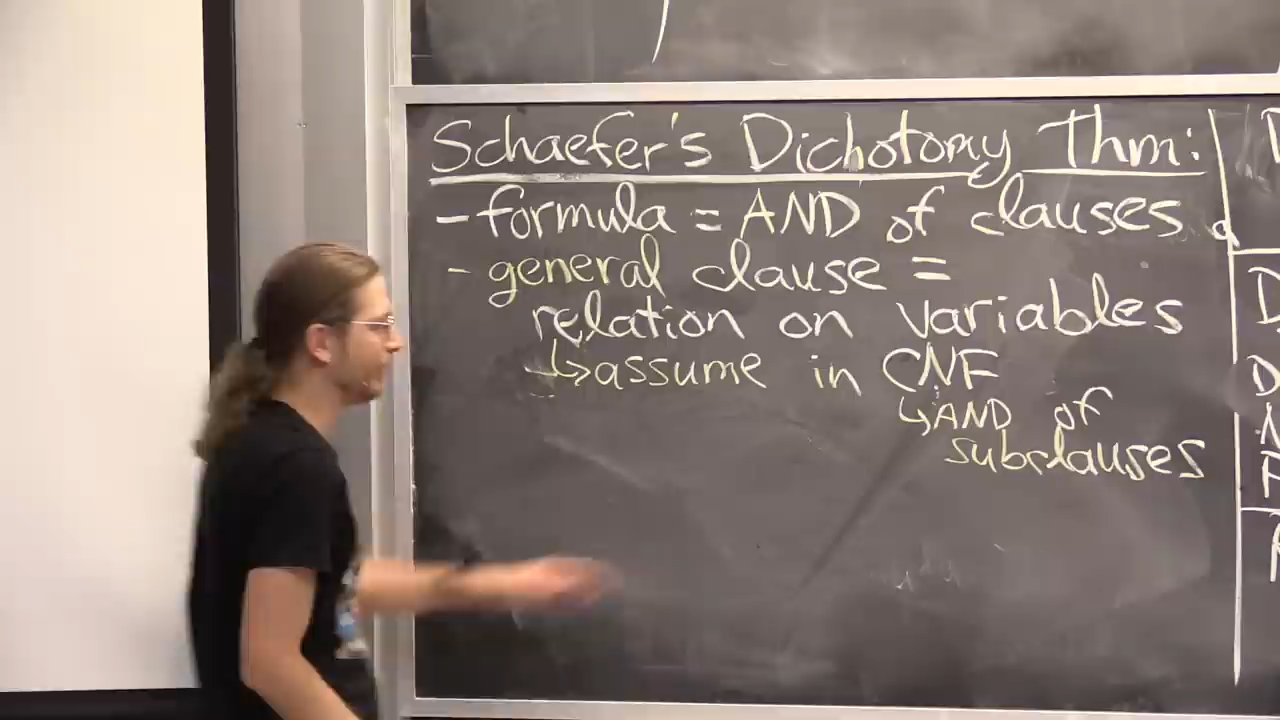 Schaefer's Dichotomy Thm:
- formula = AND of clauses
- general clause =
relation on variables
↳ assume in CNF
↳ AND of
subclauses